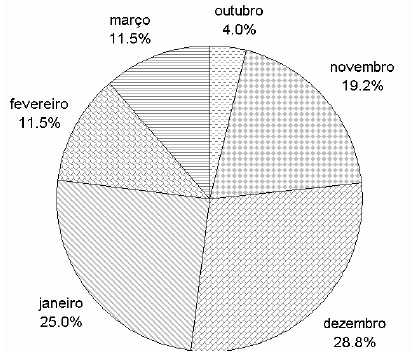 outubro
4.0%
novembro
19.2%
dezembro
28.8%
janeiro
25.0%
fevereiro
11.5%
março
11.5%